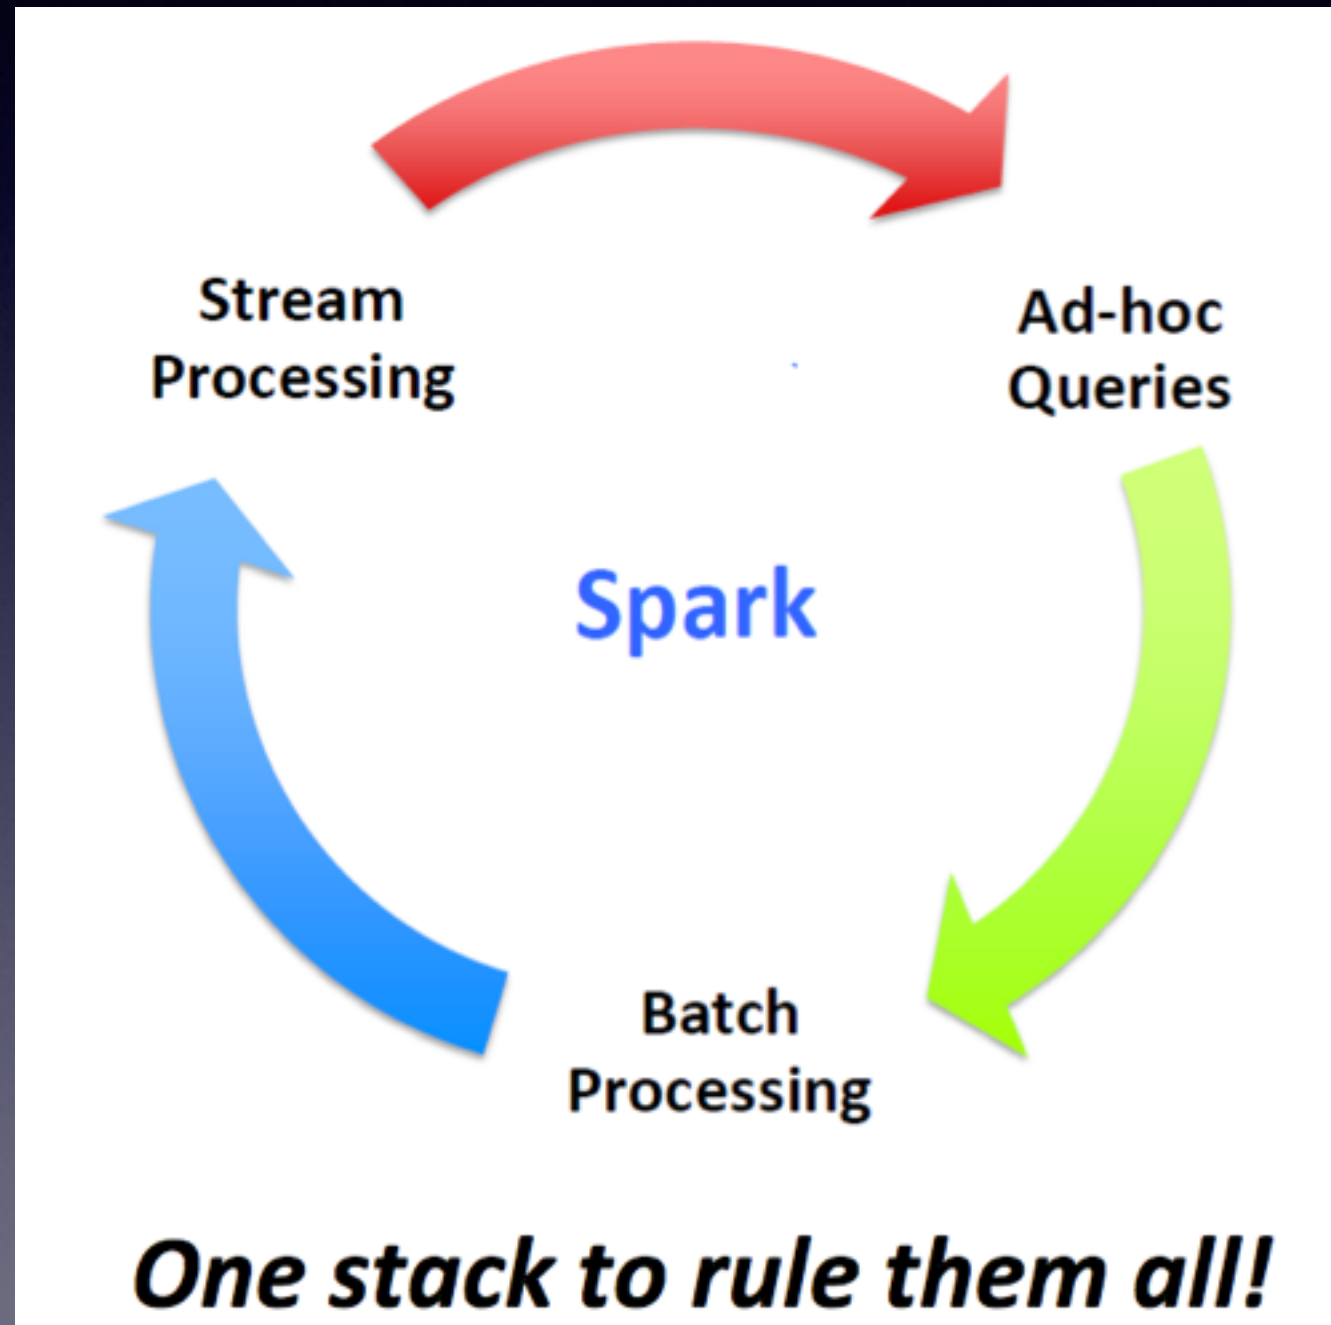 Stream
Processing
Ad-hoc
Queries
Spark
Batch
Processing
One stack to rule them all!